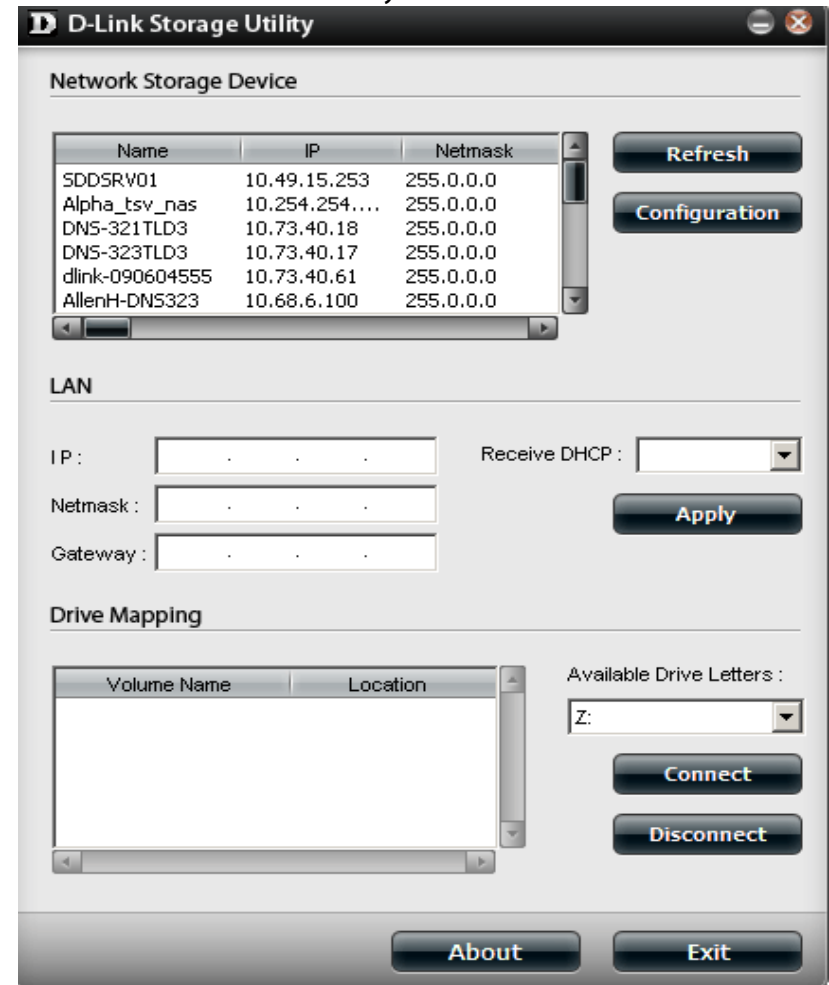 D-Link Storage Utility
Network Storage Device
Name IP Netmask
SDDSRV01 10.49.15.253 255.0.0.0
Alpha_tsv_nas 10.254.254.... 255.0.0.0
DNS-321TLD3 10.73.40.18 255.0.0.0
DNS-323TLD3 10.73.40.17 255.0.0.0
dlink-090604555 10.73.40.61 255.0.0.0
AllenH-DNS323 10.68.6.100 255.0.0.0
Refresh
Configuration
LAN
IP : . . .
Receive DHCP :
Netmask : . . .
Apply
Gateway : . . .
Drive Mapping
Volume Name Location
Available Drive Letters :
Z:
Connect
Disconnect
About Exit